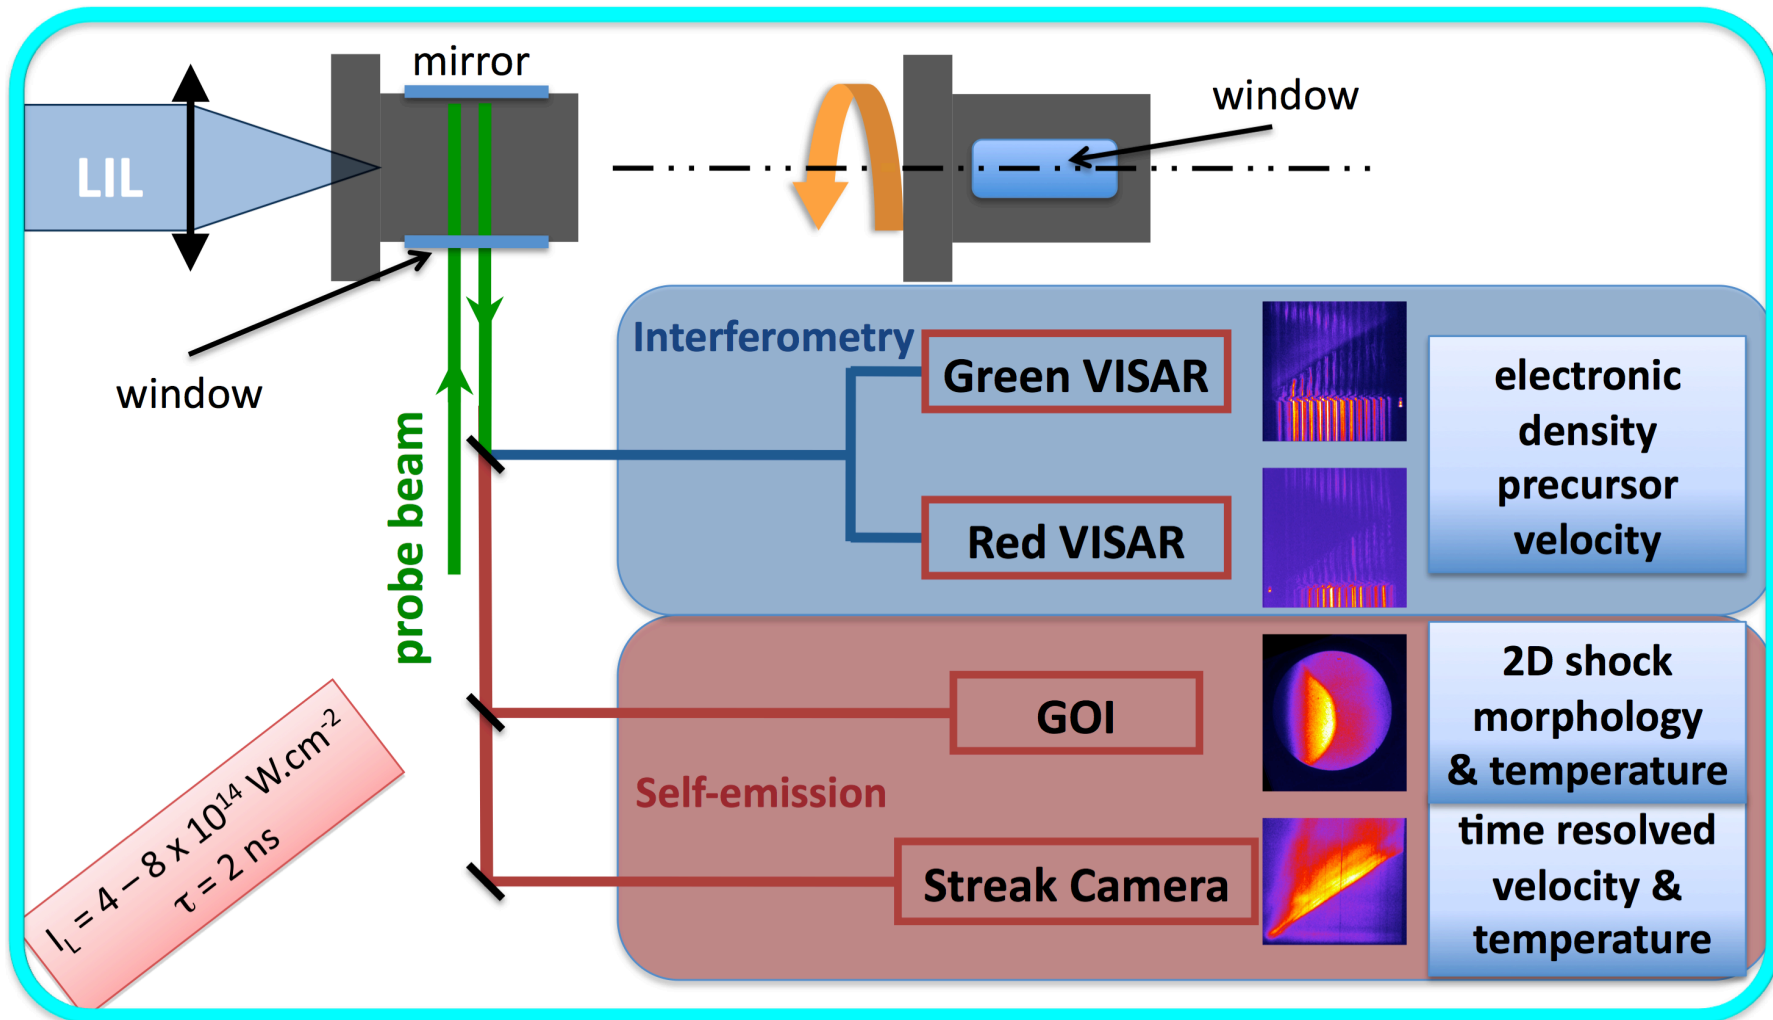 mirror
window
LIL
window
probe beam
Interferometry
Green VISAR
Red VISAR
electronic
density
precursor
velocity
GOI
2D shock
morphology
& temperature
Self-emission
Streak Camera
time resolved
velocity &
temperature
I_L = 4 – 8 x 10^14 W.cm^-2
τ = 2 ns